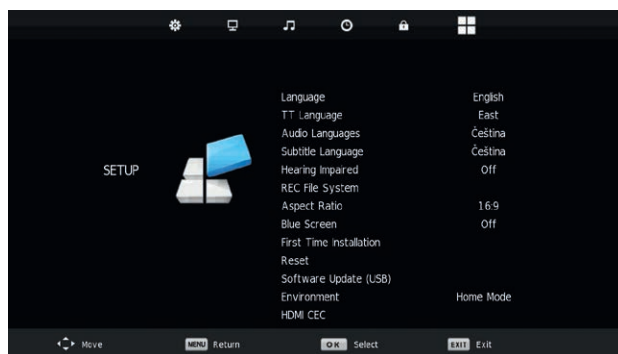 SETUP
Language English
TT Language East
Audio Languages Čeština
Subtitle Language Čeština
Hearing Impaired Off
REC File System
Aspect Ratio 16:9
Blue Screen Off
First Time Installation
Reset
Software Update (USB)
Environment Home Mode
HDMI CEC
Move MENU Return OK Select EXIT Exit